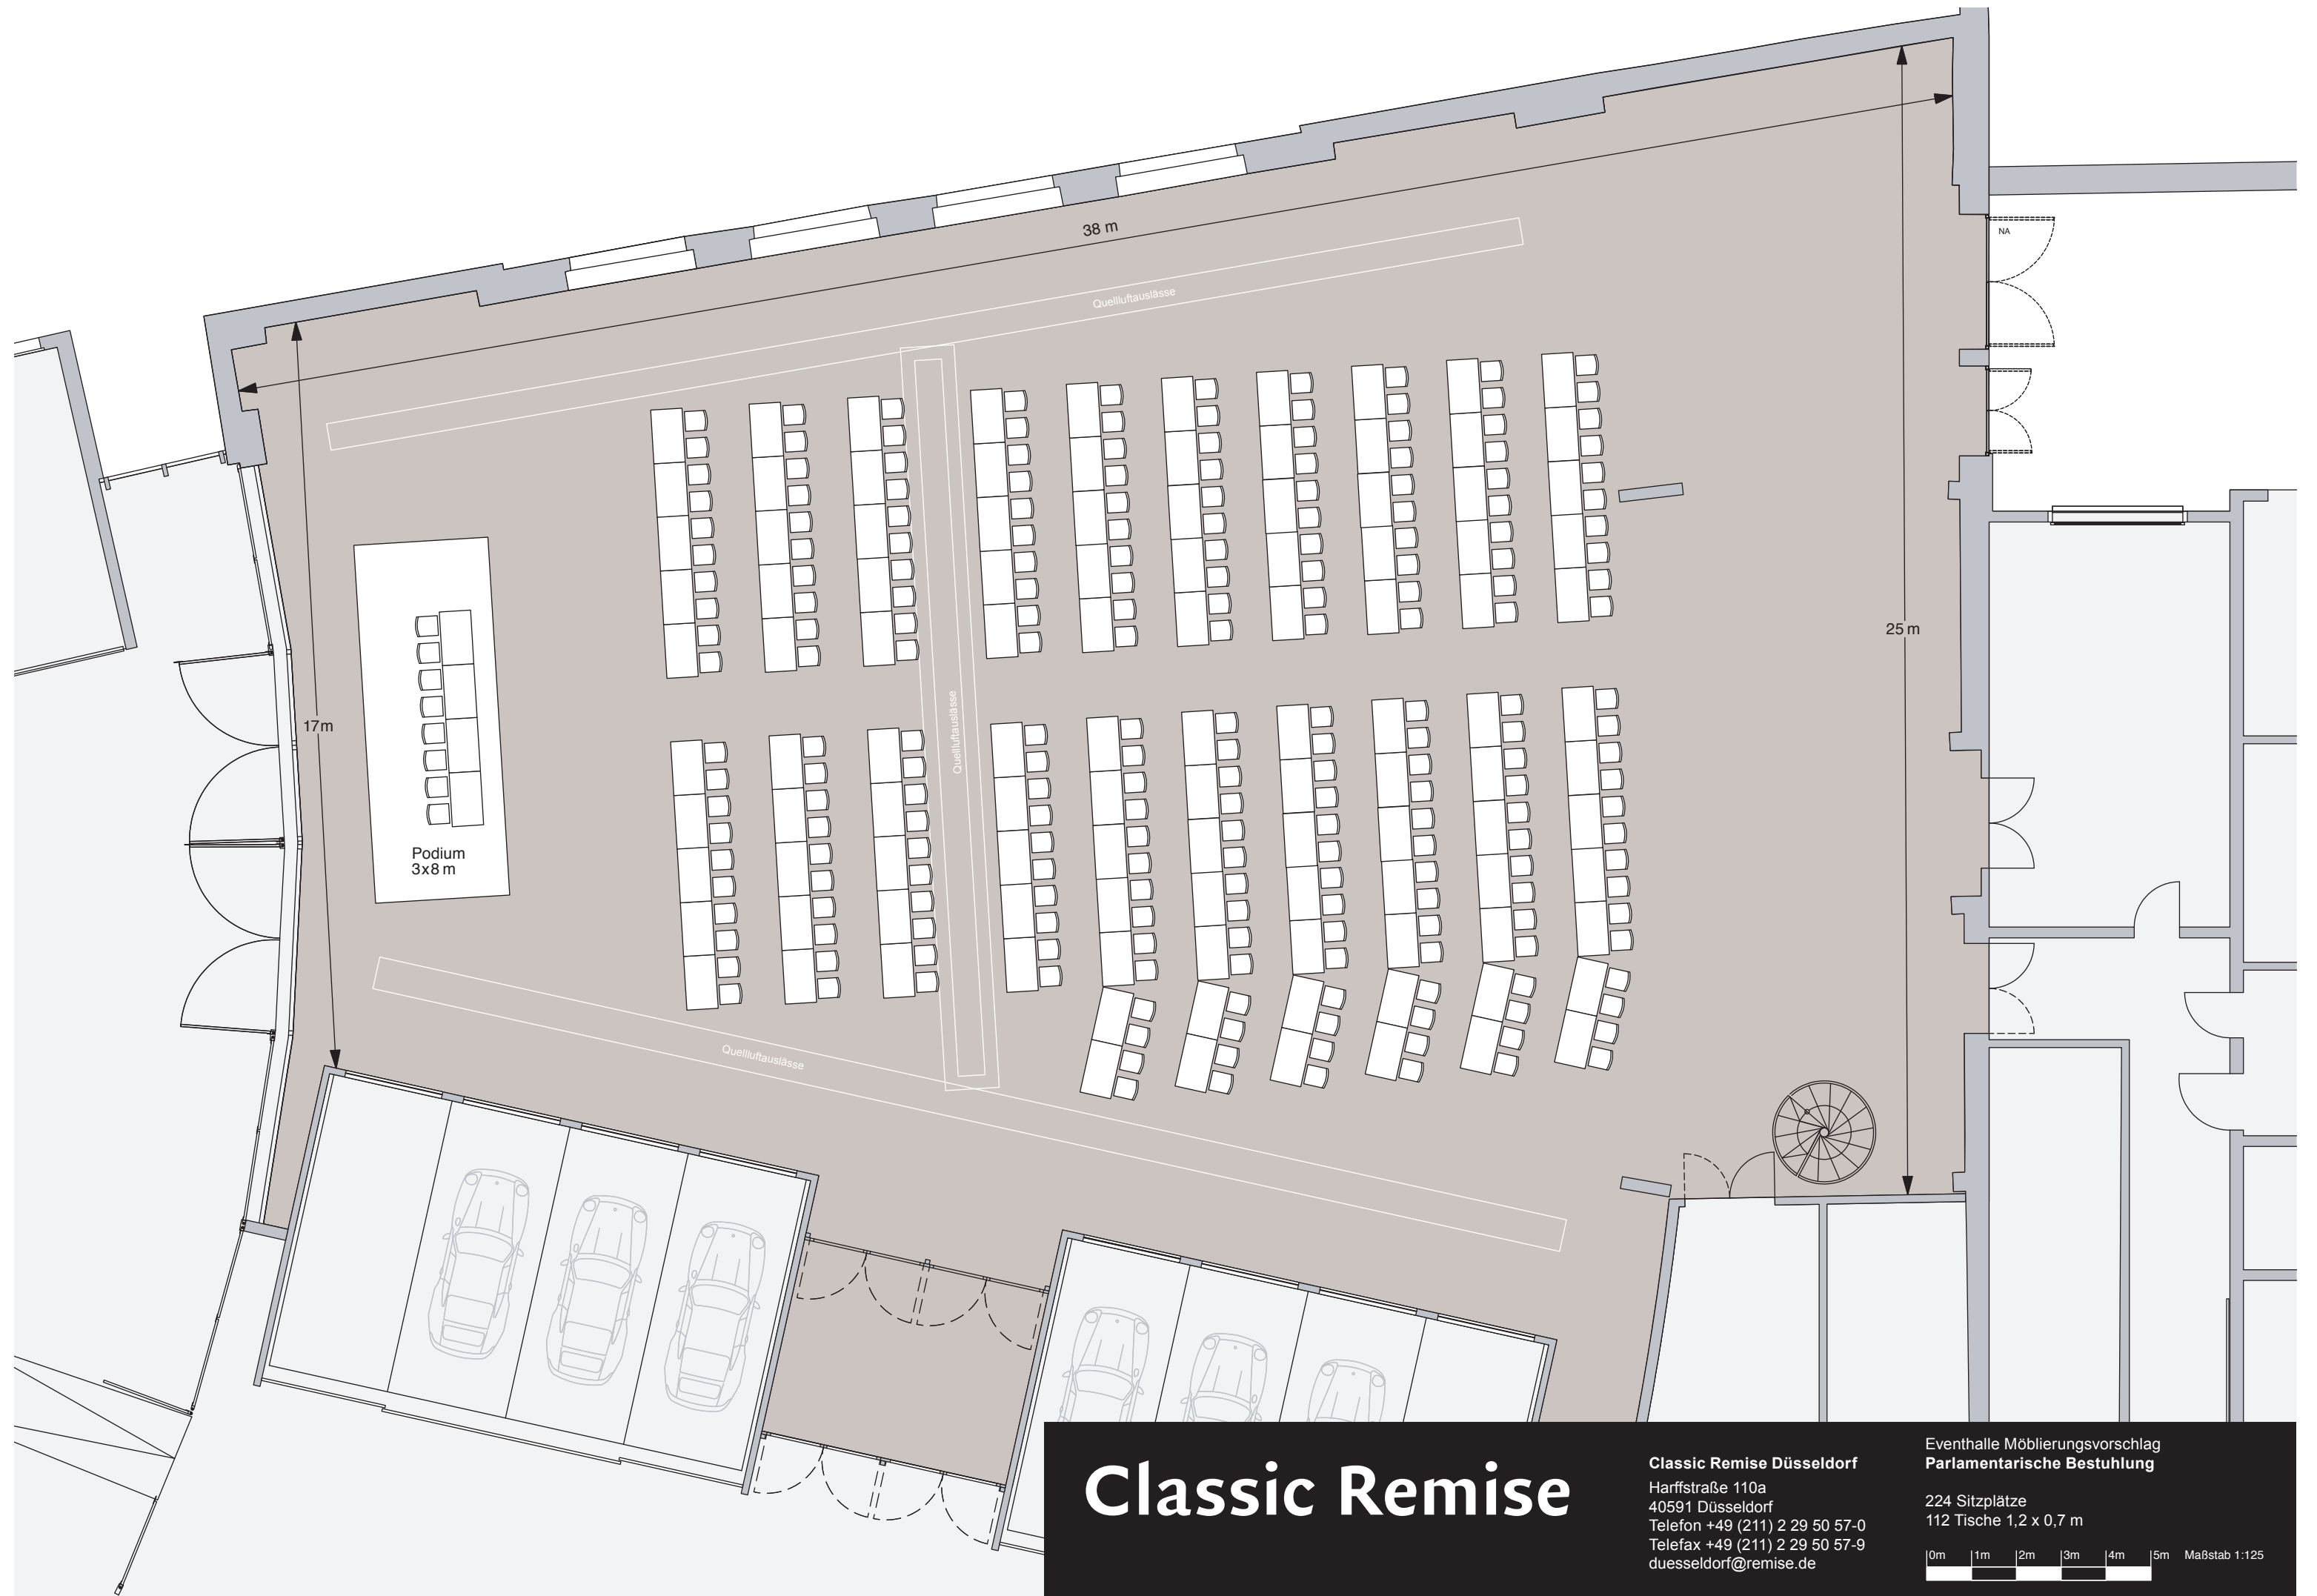 38 m
NA
Quellluftauslässe
25 m
17m
Quellluftauslässe
Podium
3x8 m
Quellluftauslässe
Classic Remise
Classic Remise Düsseldorf
Harffstraße 110a
40591 Düsseldorf
Telefon +49 (211) 2 29 50 57-0
Telefax +49 (211) 2 29 50 57-9
duesseldorf@remise.de
Eventhalle Möblierungsvorschlag
Parlamentarische Bestuhlung
224 Sitzplätze
112 Tische 1,2 x 0,7 m
0m 1m 2m 3m 4m 5m Maßstab 1:125